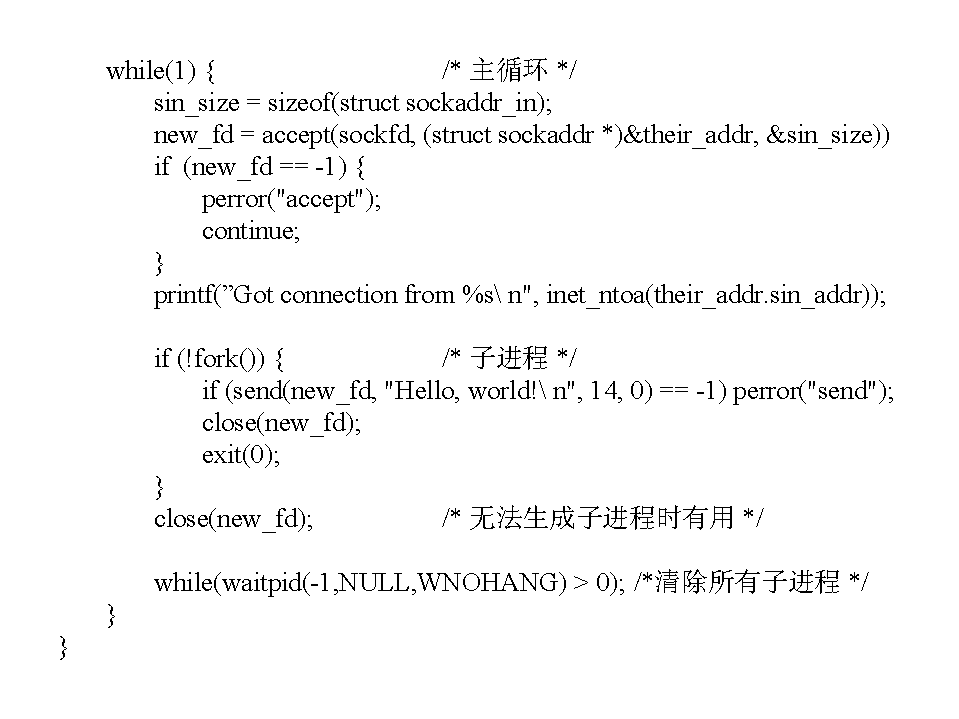 while(1) { /* 主循环 */
sin_size = sizeof(struct sockaddr_in);
new_fd = accept(sockfd, (struct sockaddr *)&their_addr, &sin_size))
if (new_fd == -1) {
perror("accept");
continue;
}
printf(”Got connection from %s\ n", inet_ntoa(their_addr.sin_addr));
if (!fork()) { /* 子进程 */
if (send(new_fd, "Hello, world!\ n", 14, 0) == -1) perror("send");
close(new_fd);
exit(0);
}
close(new_fd); /* 无法生成子进程时有用 */
while(waitpid(-1,NULL,WNOHANG) > 0); /*清除所有子进程 */
}
}